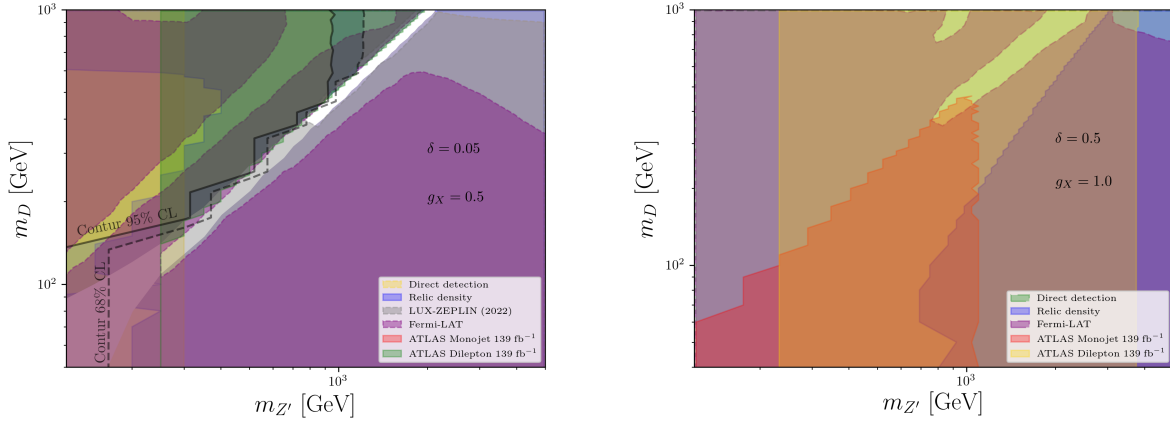 10³
10²
m_D [GeV]
Contur 95% CL
Contur 68% CL
δ = 0.05
g_X = 0.5
Direct detection
Relic density
LUX-ZEPLIN (2022)
Fermi-LAT
ATLAS Monojet 139 fb⁻¹
ATLAS Dilepton 139 fb⁻¹
10³
m_Z′ [GeV]
10³
10²
m_D [GeV]
δ = 0.5
g_X = 1.0
Direct detection
Relic density
Fermi-LAT
ATLAS Monojet 139 fb⁻¹
ATLAS Dilepton 139 fb⁻¹
10³
m_Z′ [GeV]